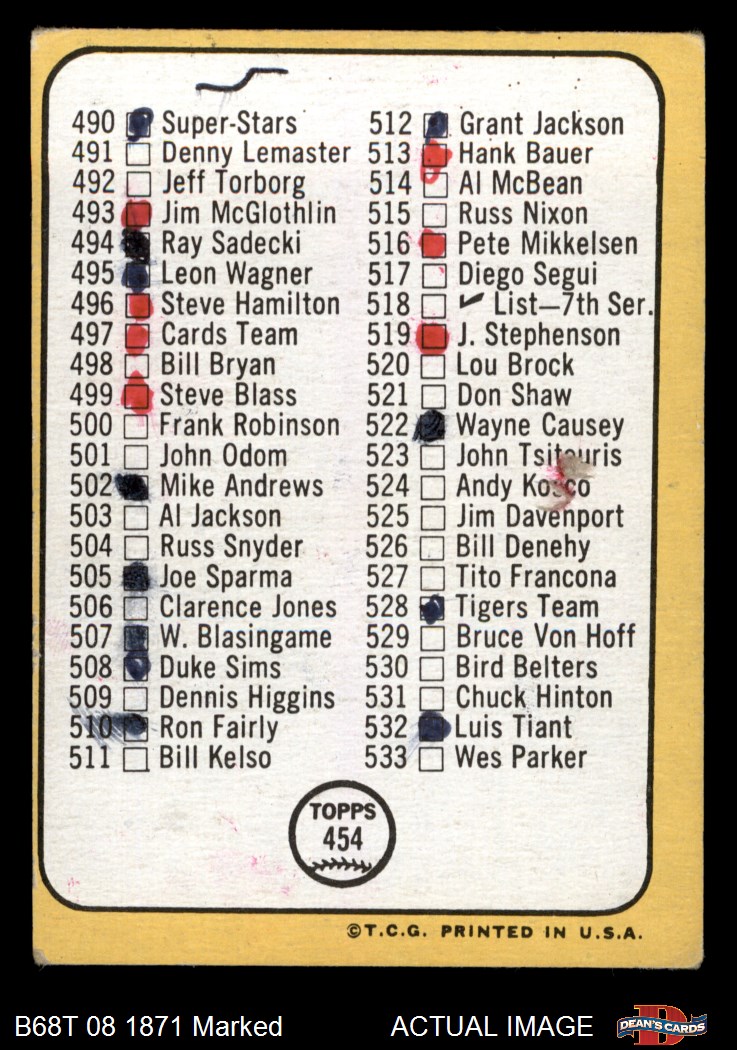 490 Super-Stars
491 Denny Lemaster
492 Jeff Torborg
493 Jim McGlothlin
494 Ray Sadecki
495 Leon Wagner
496 Steve Hamilton
497 Cards Team
498 Bill Bryan
499 Steve Blass
500 Frank Robinson
501 John Odom
502 Mike Andrews
503 Al Jackson
504 Russ Snyder
505 Joe Sparma
506 Clarence Jones
507 W. Blasingame
508 Duke Sims
509 Dennis Higgins
510 Ron Fairly
511 Bill Kelso
512 Grant Jackson
513 Hank Bauer
514 Al McBean
515 Russ Nixon
516 Pete Mikkelsen
517 Diego Segui
518 ✓ List—7th Ser.
519 J. Stephenson
520 Lou Brock
521 Don Shaw
522 Wayne Causey
523 John Tsitouris
524 Andy Kosco
525 Jim Davenport
526 Bill Denehy
527 Tito Francona
528 Tigers Team
529 Bruce Von Hoff
530 Bird Belters
531 Chuck Hinton
532 Luis Tiant
533 Wes Parker
TOPPS
454
©T.C.G. PRINTED IN U.S.A.
B68T 08 1871 Marked ACTUAL IMAGE
D
DEAN'S CARDS